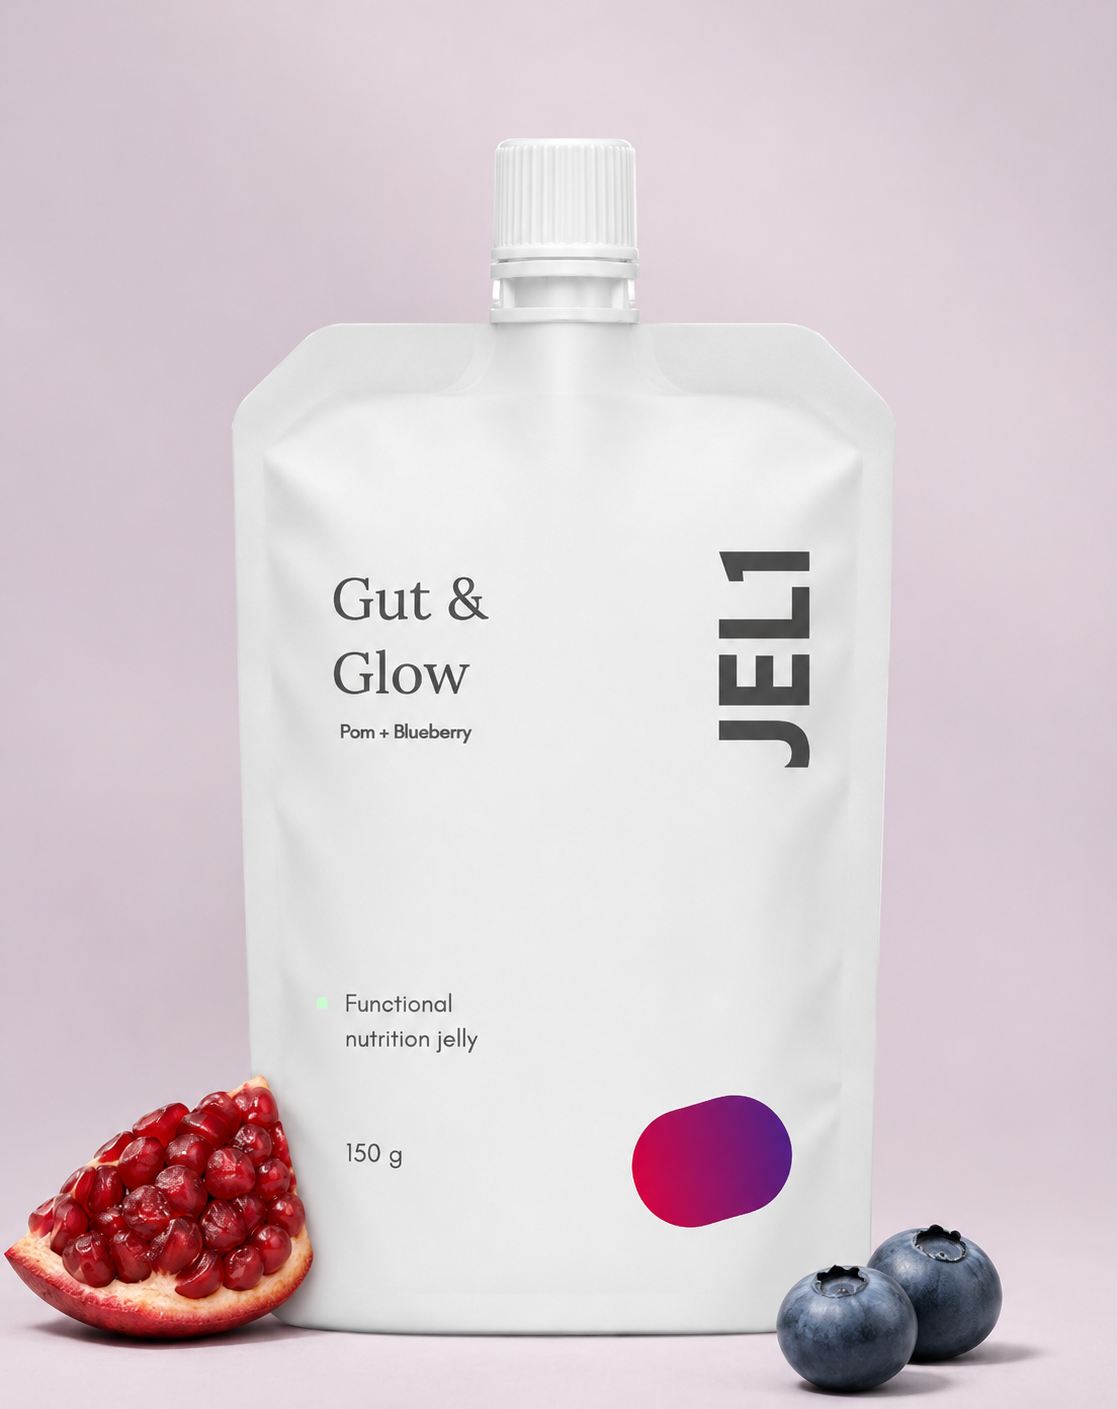 Gut &
Glow
Pom + Blueberry
JEL1
Functional
nutrition jelly
150 g